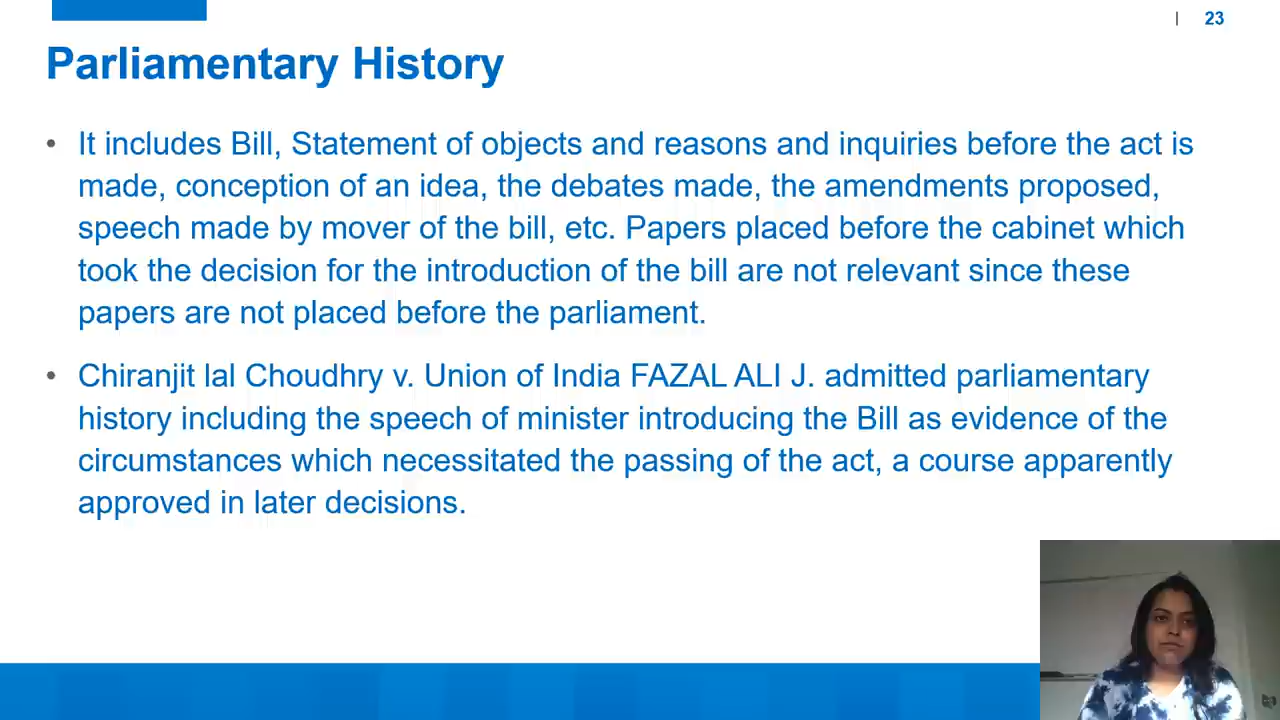 | 23
Parliamentary History
• It includes Bill, Statement of objects and reasons and inquiries before the act is
made, conception of an idea, the debates made, the amendments proposed,
speech made by mover of the bill, etc. Papers placed before the cabinet which
took the decision for the introduction of the bill are not relevant since these
papers are not placed before the parliament.
• Chiranjit lal Choudhry v. Union of India FAZAL ALI J. admitted parliamentary
history including the speech of minister introducing the Bill as evidence of the
circumstances which necessitated the passing of the act, a course apparently
approved in later decisions.